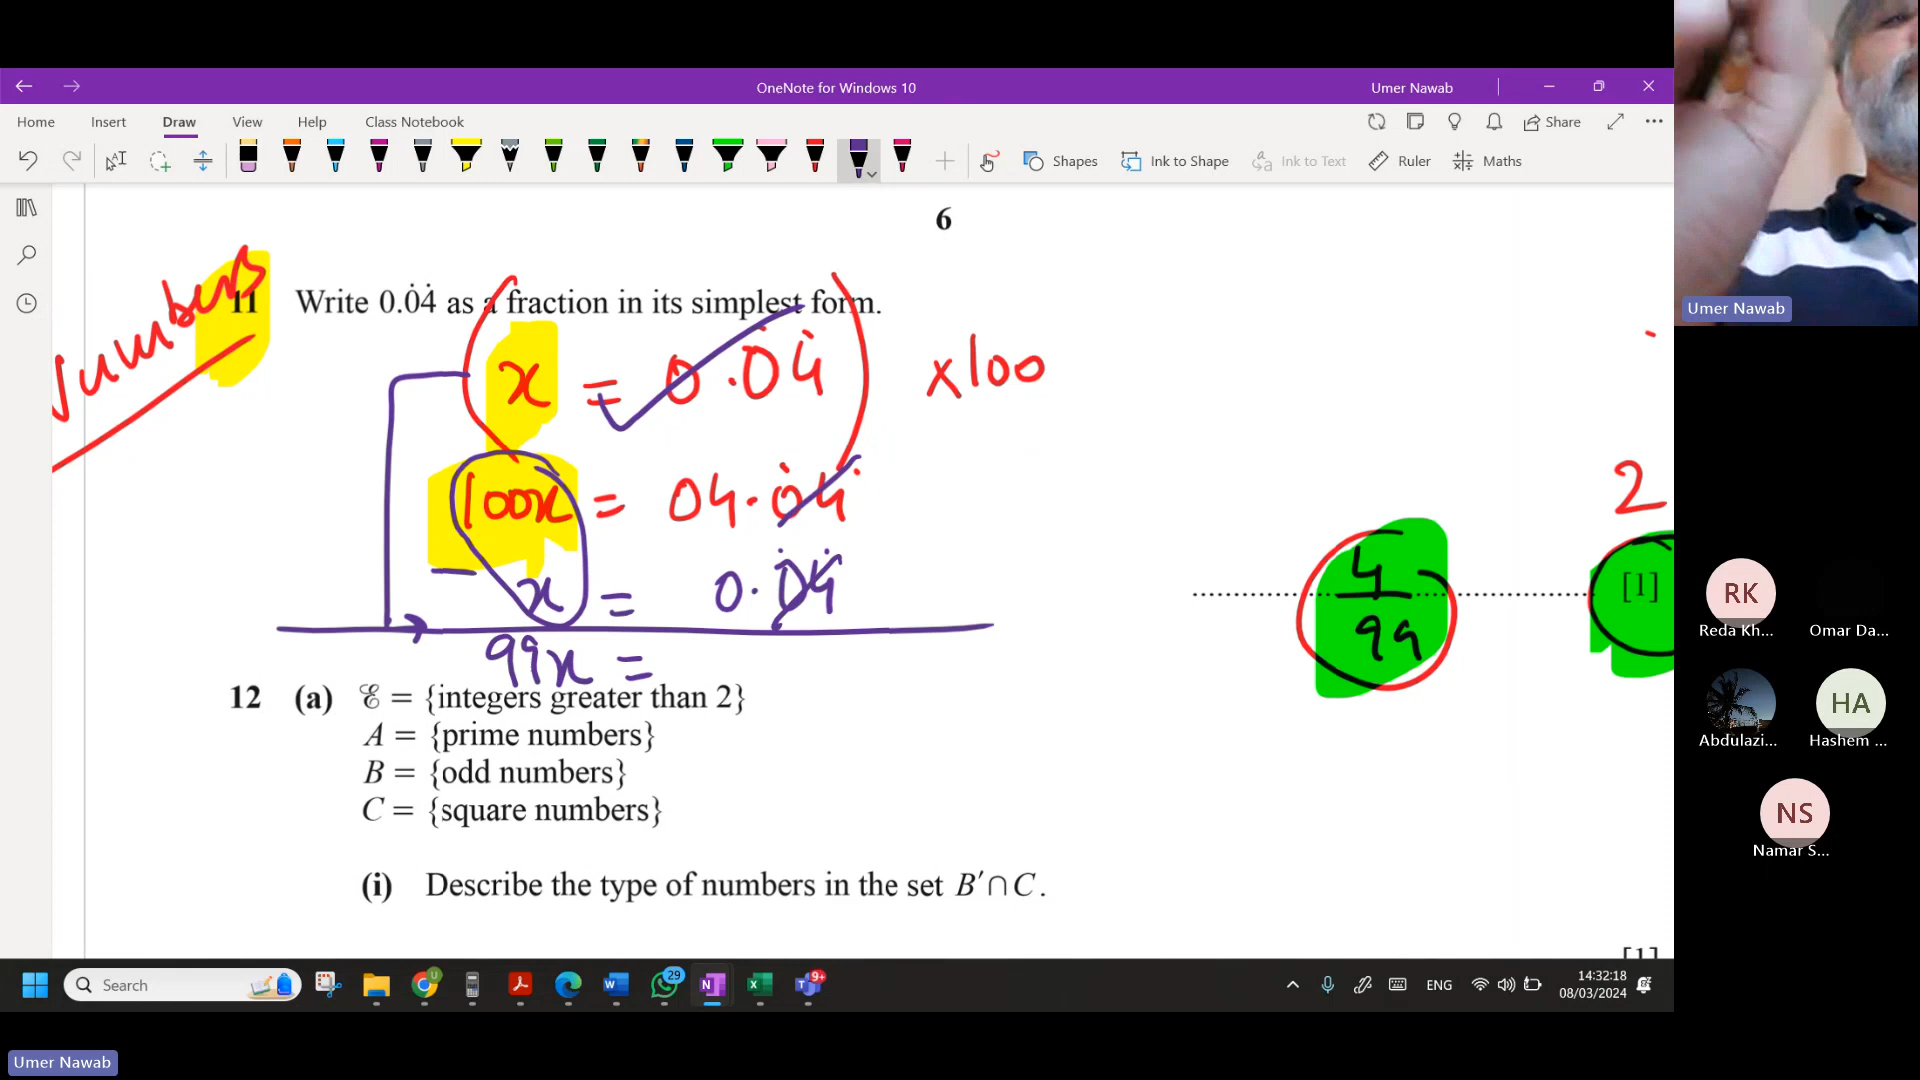 OneNote for Windows 10
Umer Nawab
Home Insert Draw View Help Class Notebook
Share
Shapes Ink to Shape Ink to Text Ruler Maths
6
Numbers
11 Write 0.0̇4̇ as a fraction in its simplest form.
x = 0.0̇4̇ x100
100x = 04.0̇4̇
- x = 0.0̇4̇
99x =
2
4/99 [1]
12 (a) ℰ = {integers greater than 2}
A = {prime numbers}
B = {odd numbers}
C = {square numbers}
(i) Describe the type of numbers in the set B′∩C.
[1]
Search
29
9+
ENG
14:32:18
08/03/2024
Umer Nawab
RK
Reda Kh...
Omar Da...
Abdulazi...
HA
Hashem ...
NS
Namar S...
Umer Nawab